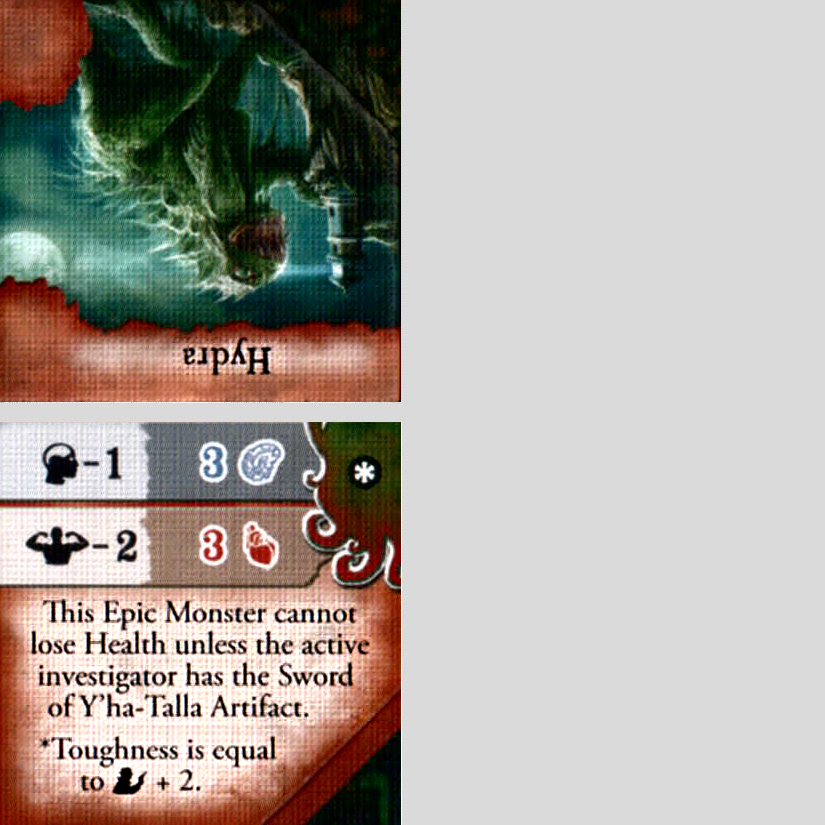 Hydra
-1 3
*
-2 3
This Epic Monster cannot
lose Health unless the active
investigator has the Sword
of Y'ha-Talla Artifact.
*Toughness is equal
to + 2.